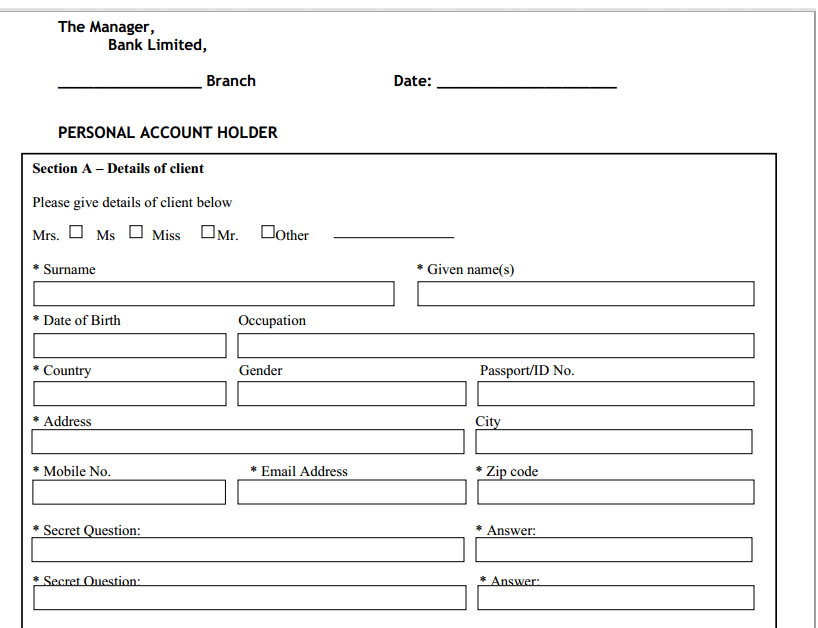 The Manager,
Bank Limited,
________________ Branch Date: ____________________
PERSONAL ACCOUNT HOLDER
Section A – Details of client
Please give details of client below
Mrs. ☐ Ms ☐ Miss ☐ Mr. ☐ Other ________________
* Surname * Given name(s)
* Date of Birth Occupation
* Country Gender Passport/ID No.
* Address City
* Mobile No. * Email Address * Zip code
* Secret Question: * Answer:
* Secret Question: * Answer: